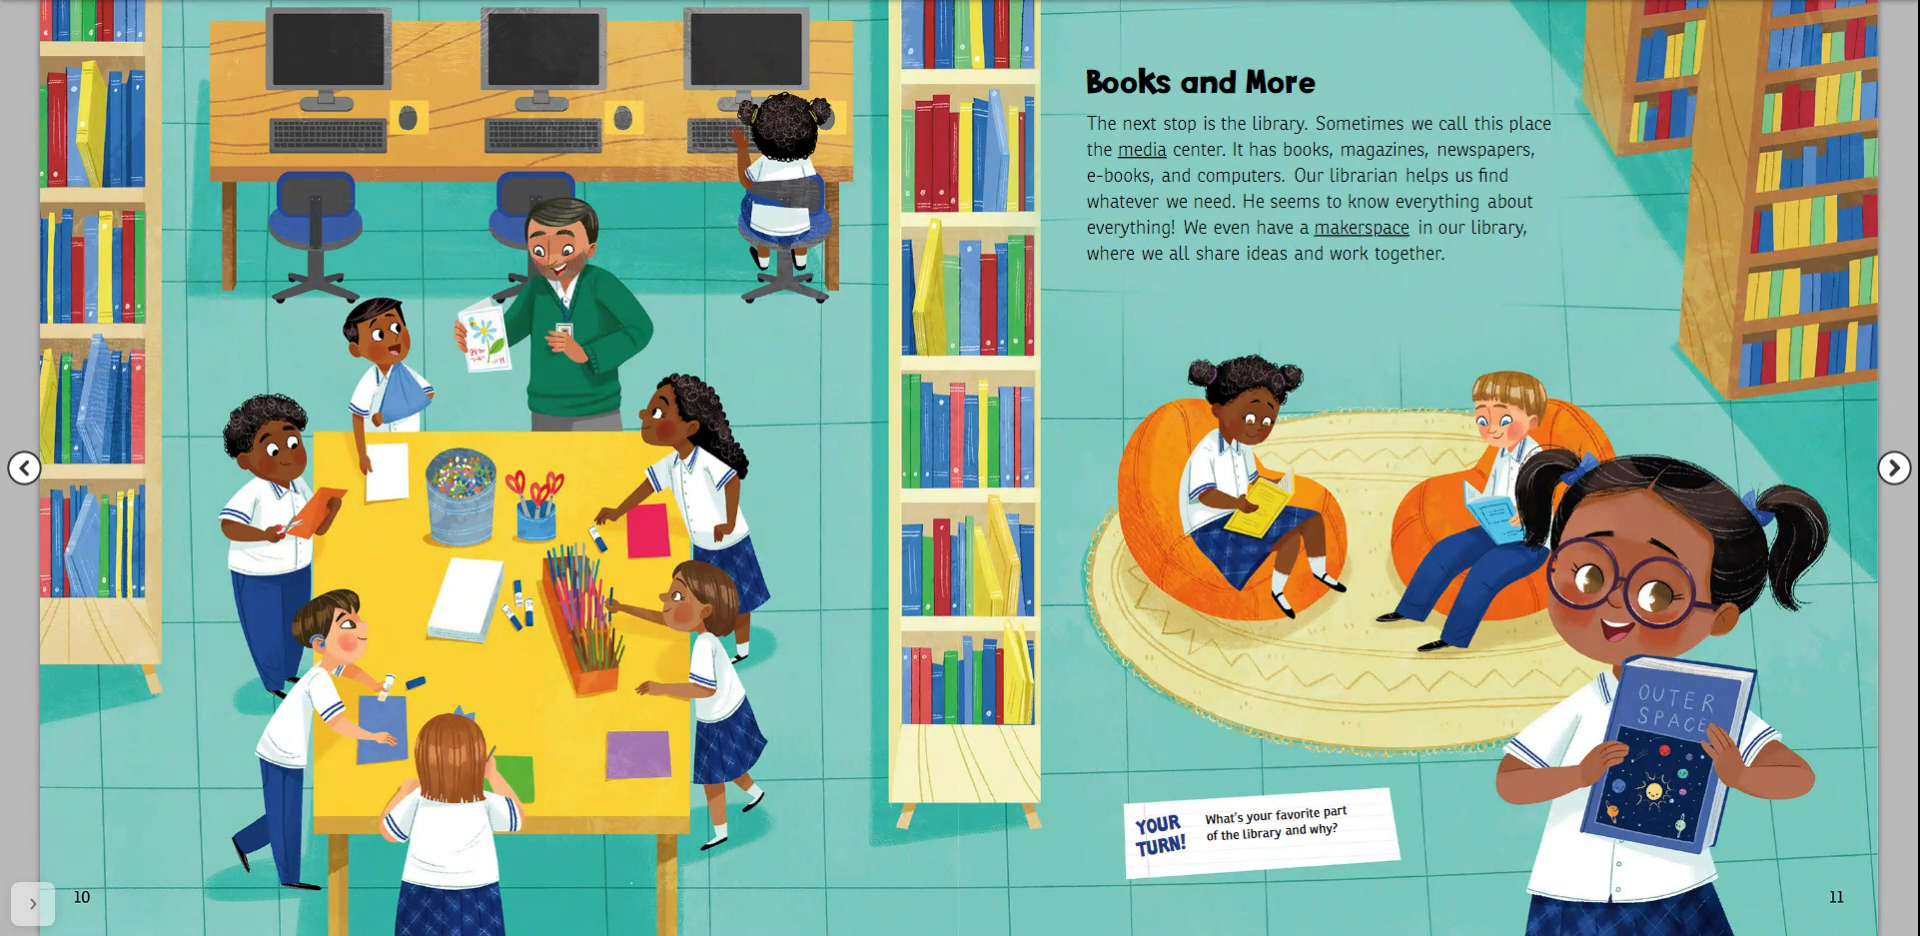 Books and More
The next stop is the library. Sometimes we call this place
the media center. It has books, magazines, newspapers,
e-books, and computers. Our librarian helps us find
whatever we need. He seems to know everything about
everything! We even have a makerspace in our library,
where we all share ideas and work together.
OUTER
SPACE
YOUR
TURN!
What's your favorite part
of the library and why?
10
11